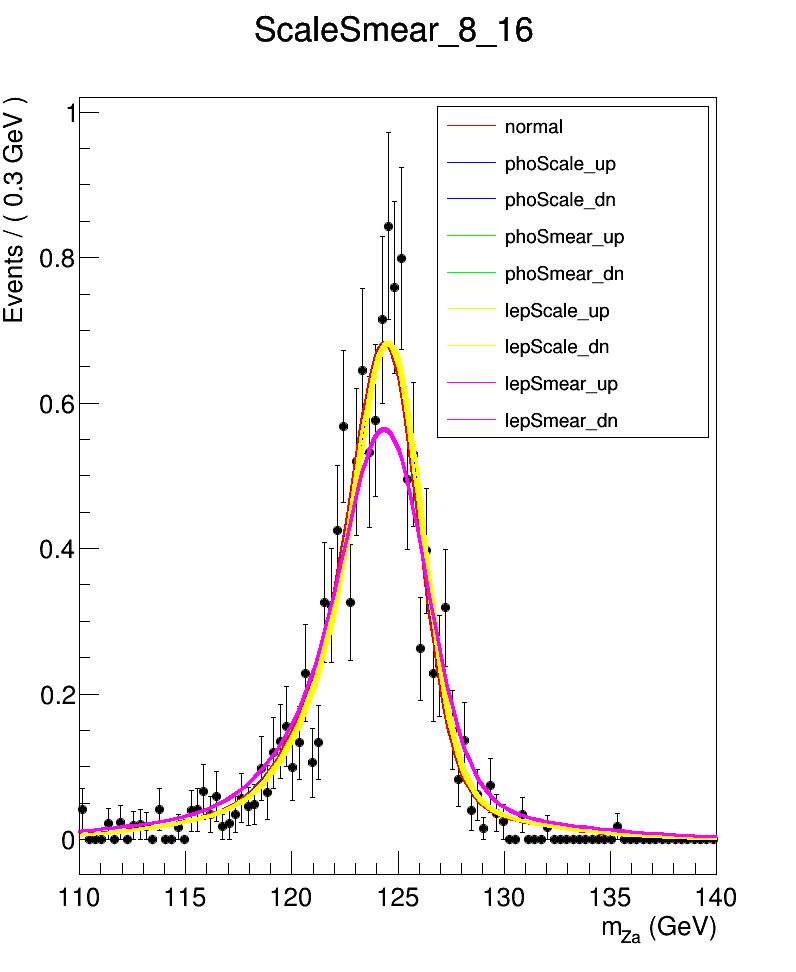 ScaleSmear_8_16
Events / ( 0.3 GeV )
1
0.8
0.6
0.4
0.2
0
normal
phoScale_up
phoScale_dn
phoSmear_up
phoSmear_dn
lepScale_up
lepScale_dn
lepSmear_up
lepSmear_dn
110 115 120 125 130 135 140
m_Za (GeV)